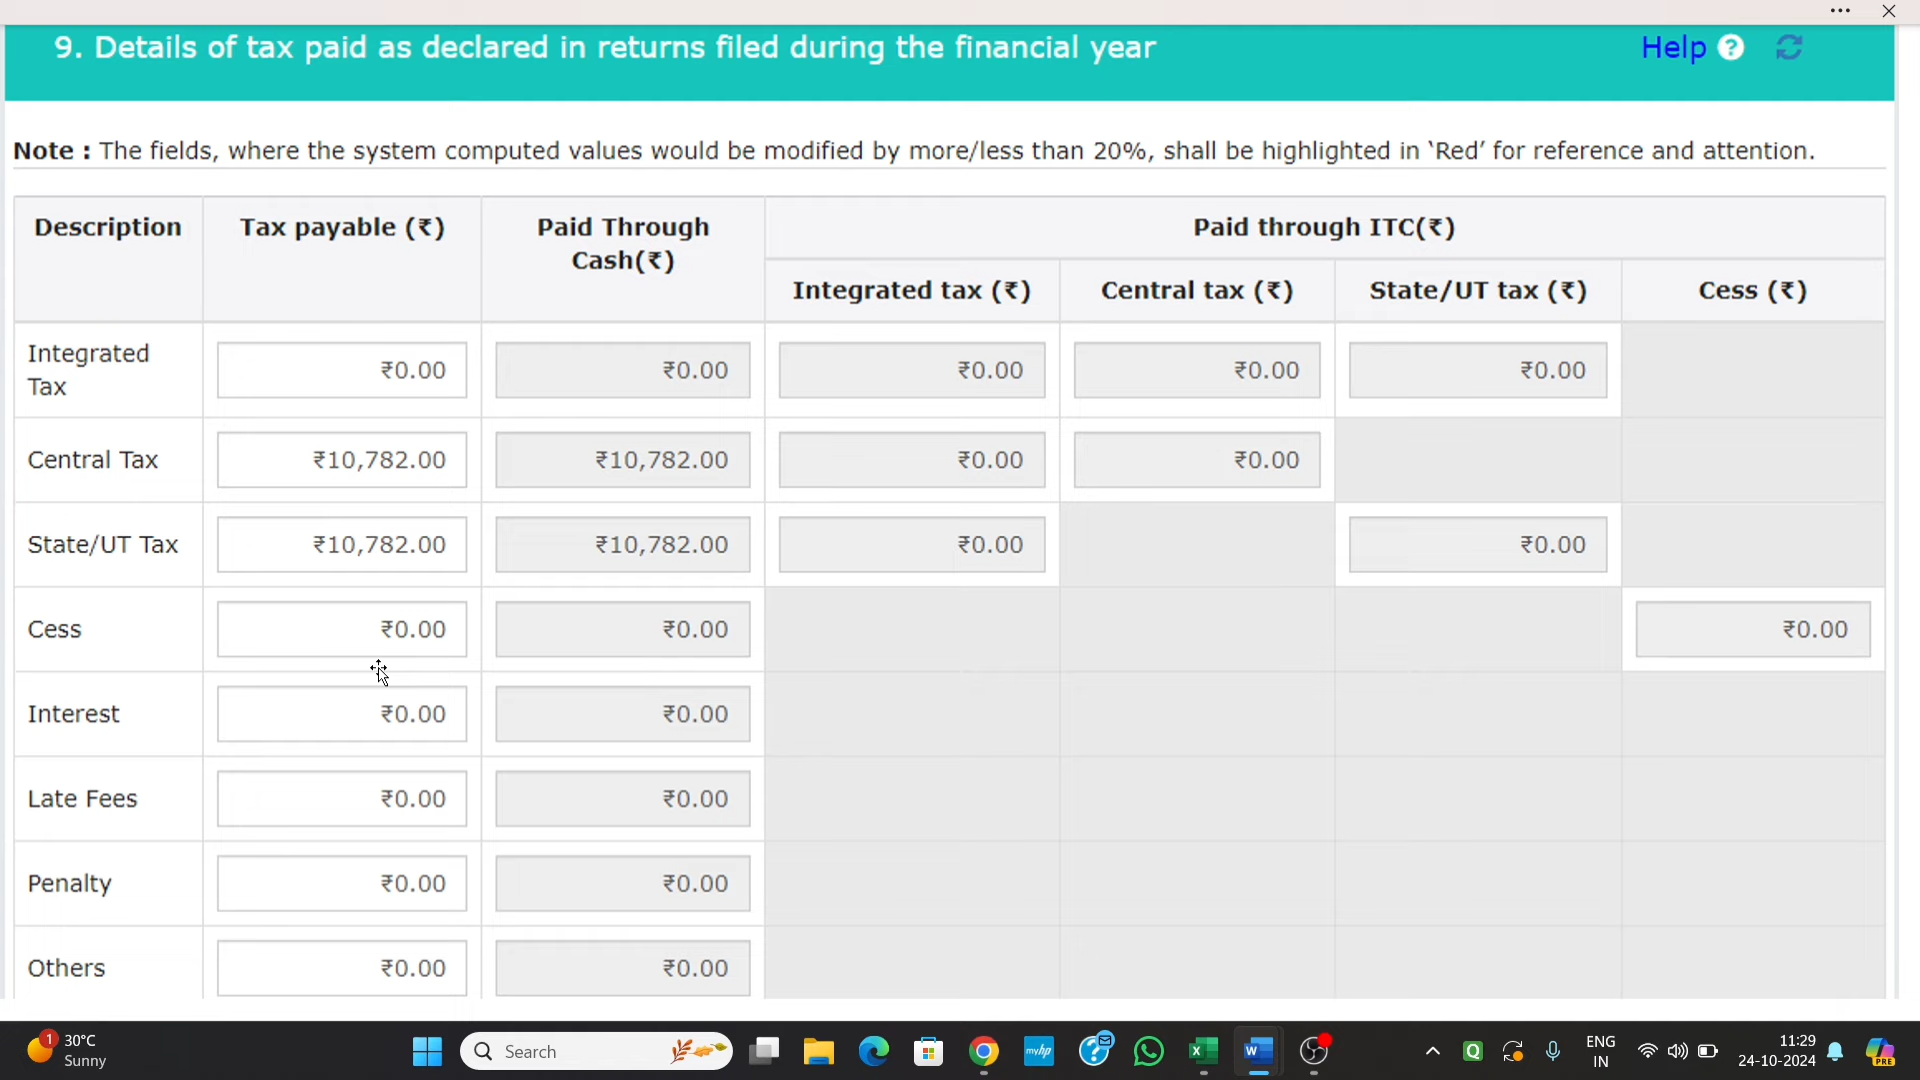 9. Details of tax paid as declared in returns filed during the financial year
Help ?
Note : The fields, where the system computed values would be modified by more/less than 20%, shall be highlighted in ‘Red’ for reference and attention.
Description Tax payable (₹) Paid Through Paid through ITC(₹)
Cash(₹)
Integrated tax (₹) Central tax (₹) State/UT tax (₹) Cess (₹)
Integrated
Tax ₹0.00 ₹0.00 ₹0.00 ₹0.00 ₹0.00
Central Tax ₹10,782.00 ₹10,782.00 ₹0.00 ₹0.00
State/UT Tax ₹10,782.00 ₹10,782.00 ₹0.00 ₹0.00
Cess ₹0.00 ₹0.00 ₹0.00
Interest ₹0.00 ₹0.00
Late Fees ₹0.00 ₹0.00
Penalty ₹0.00 ₹0.00
Others ₹0.00 ₹0.00
1 30°C
Sunny
Search
myhp
?
X
W
Q
ENG
IN
11:29
24-10-2024
PRE